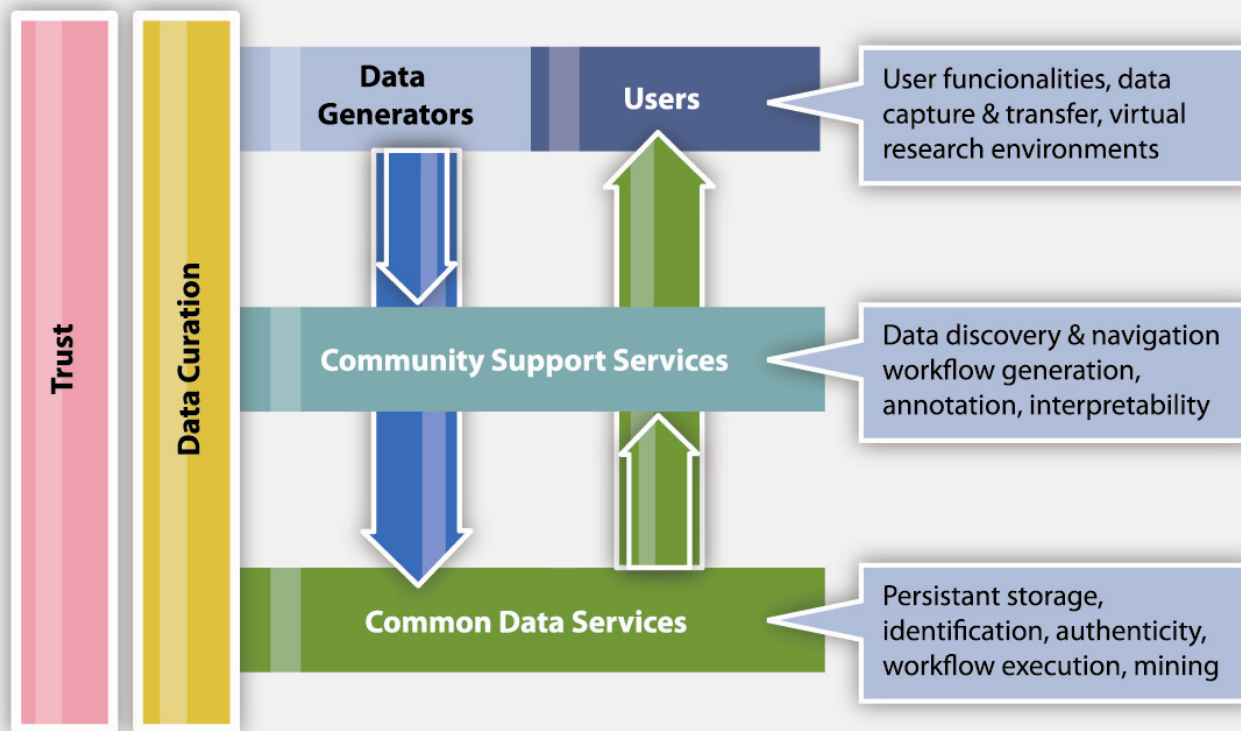 Trust
Data Curation
Data
Generators
Users
User funcionalities, data
capture & transfer, virtual
research environments
Community Support Services
Data discovery & navigation
workflow generation,
annotation, interpretability
Common Data Services
Persistant storage,
identification, authenticity,
workflow execution, mining